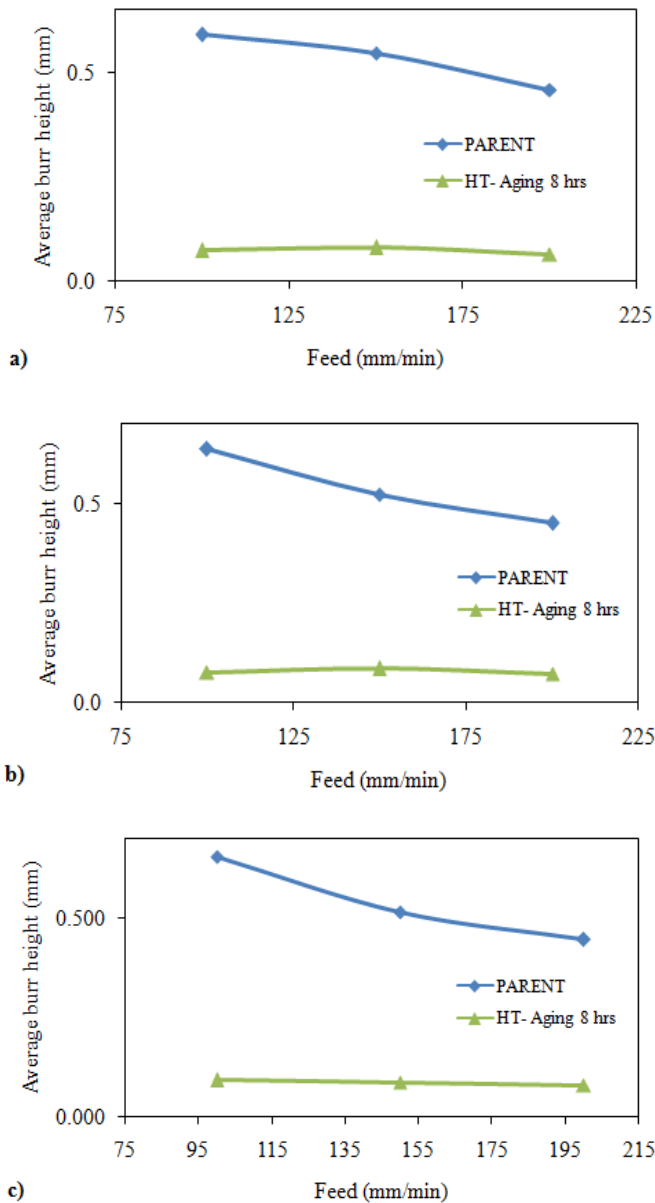 Average burr height (mm)
0.5
0.0
PARENT
HT- Aging 8 hrs
75 125 175 225
Feed (mm/min)
a)
Average burr height (mm)
0.5
0.0
PARENT
HT- Aging 8 hrs
75 125 175 225
Feed (mm/min)
b)
Average burr height (mm)
0.500
0.000
PARENT
HT- Aging 8 hrs
75 95 115 135 155 175 195 215
Feed (mm/min)
c)